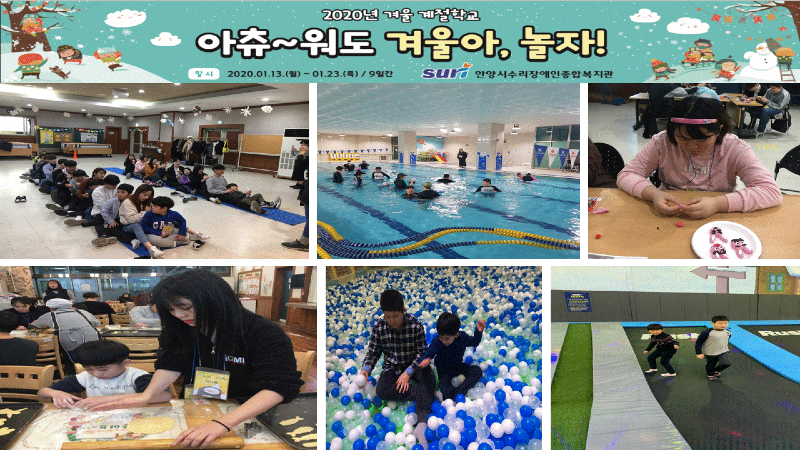 2020년 겨울 계절학교
아츄~워도 겨울아, 놀자!
일시 2020.01.13.(월) ~ 01.23.(목) / 9일간 suri 안양시수리장애인종합복지관